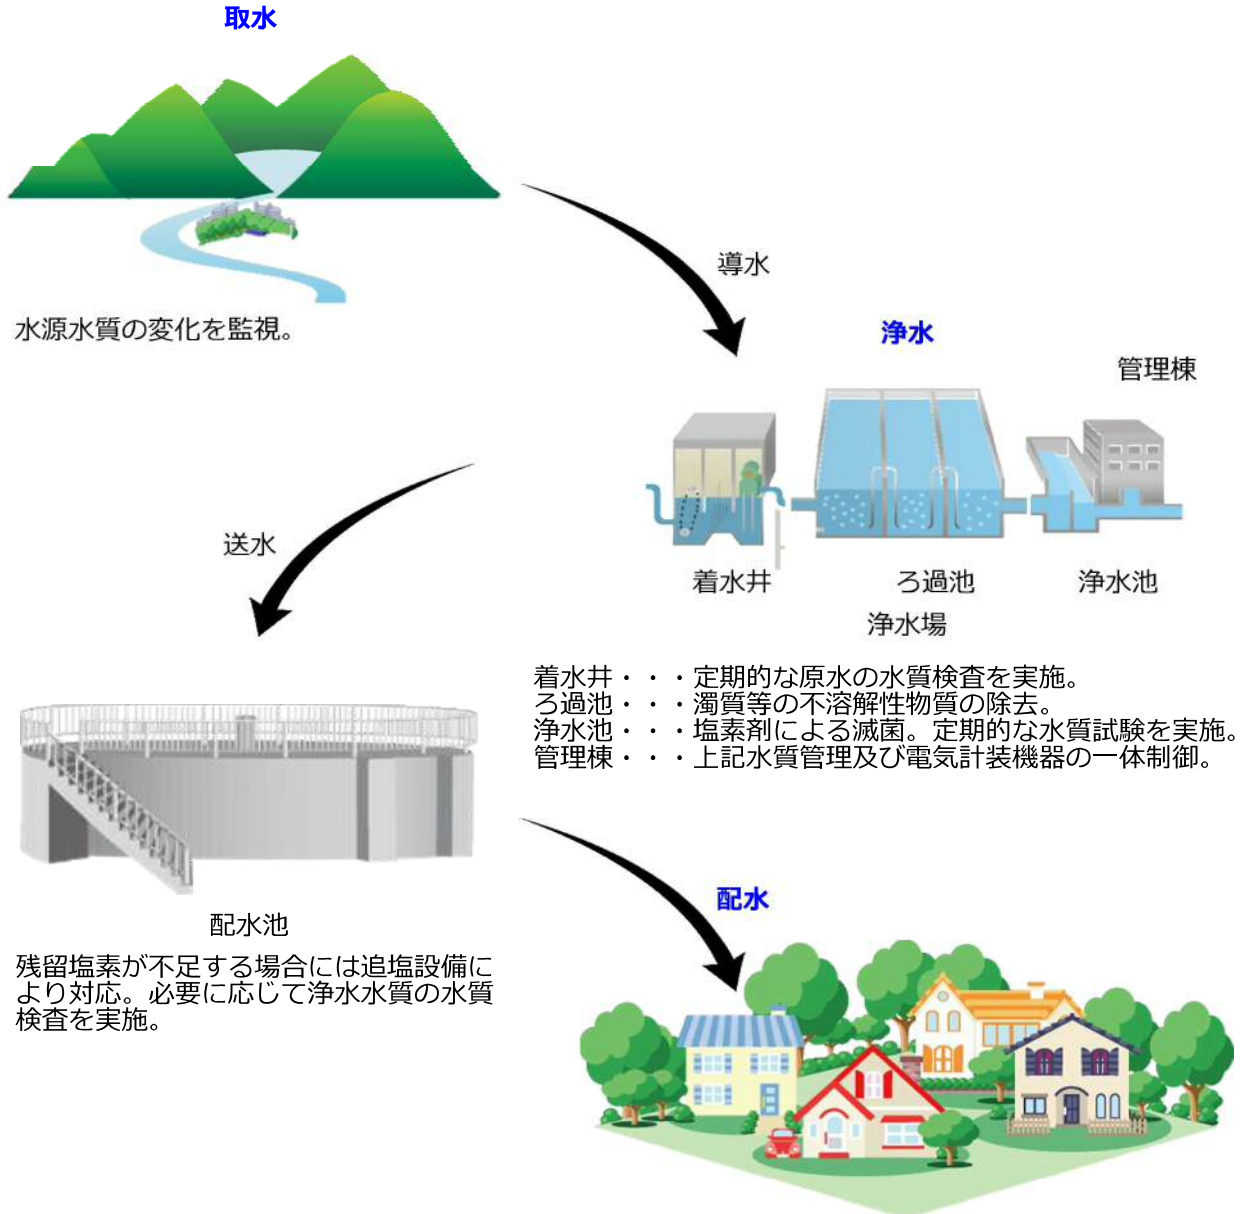 取水
水源水質の変化を監視。
導水
浄水
管理棟
着水井
ろ過池
浄水池
浄水場
着水井・・・定期的な原水の水質検査を実施。
ろ過池・・・濁質等の不溶解性物質の除去。
浄水池・・・塩素剤による滅菌。定期的な水質試験を実施。
管理棟・・・上記水質管理及び電気計装機器の一体制御。
送水
配水池
残留塩素が不足する場合には追塩設備に
より対応。必要に応じて浄水水質の水質
検査を実施。
配水